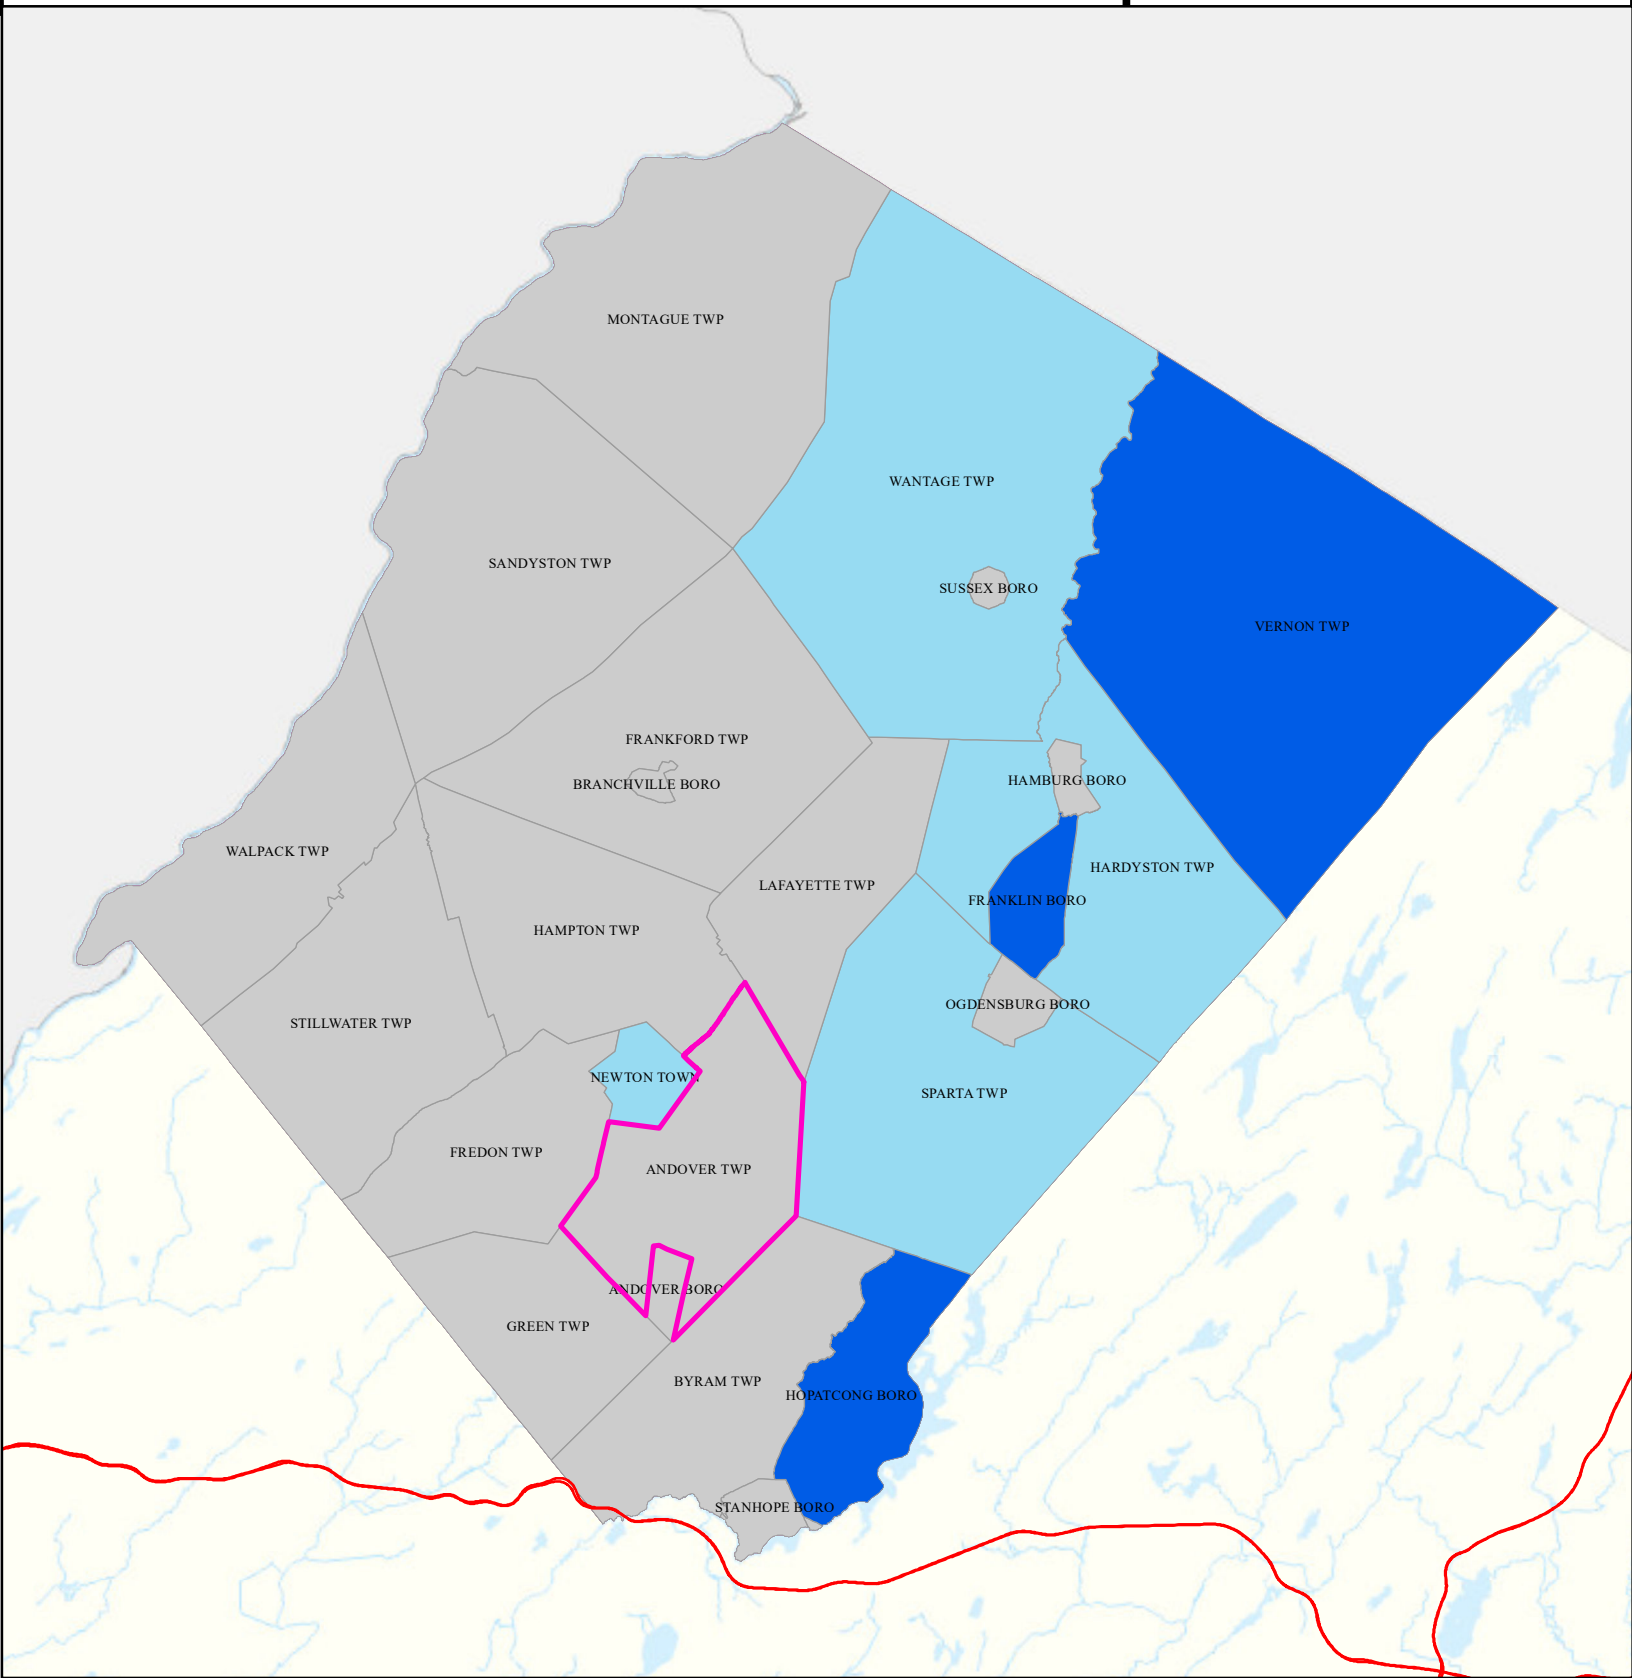 MONTAGUE TWP
WANTAGE TWP
SANDYSTON TWP
SUSSEX BORO
VERNON TWP
FRANKFORD TWP
HAMBURG BORO
BRANCHVILLE BORO
WALPACK TWP
HARDYSTON TWP
LAFAYETTE TWP
FRANKLIN BORO
HAMPTON TWP
OGDENSBURG BORO
STILLWATER TWP
NEWTON TOWN
SPARTA TWP
FREDON TWP
ANDOVER TWP
ANDOVER BORO
GREEN TWP
BYRAM TWP
HOPATCONG BORO
STANHOPE BORO